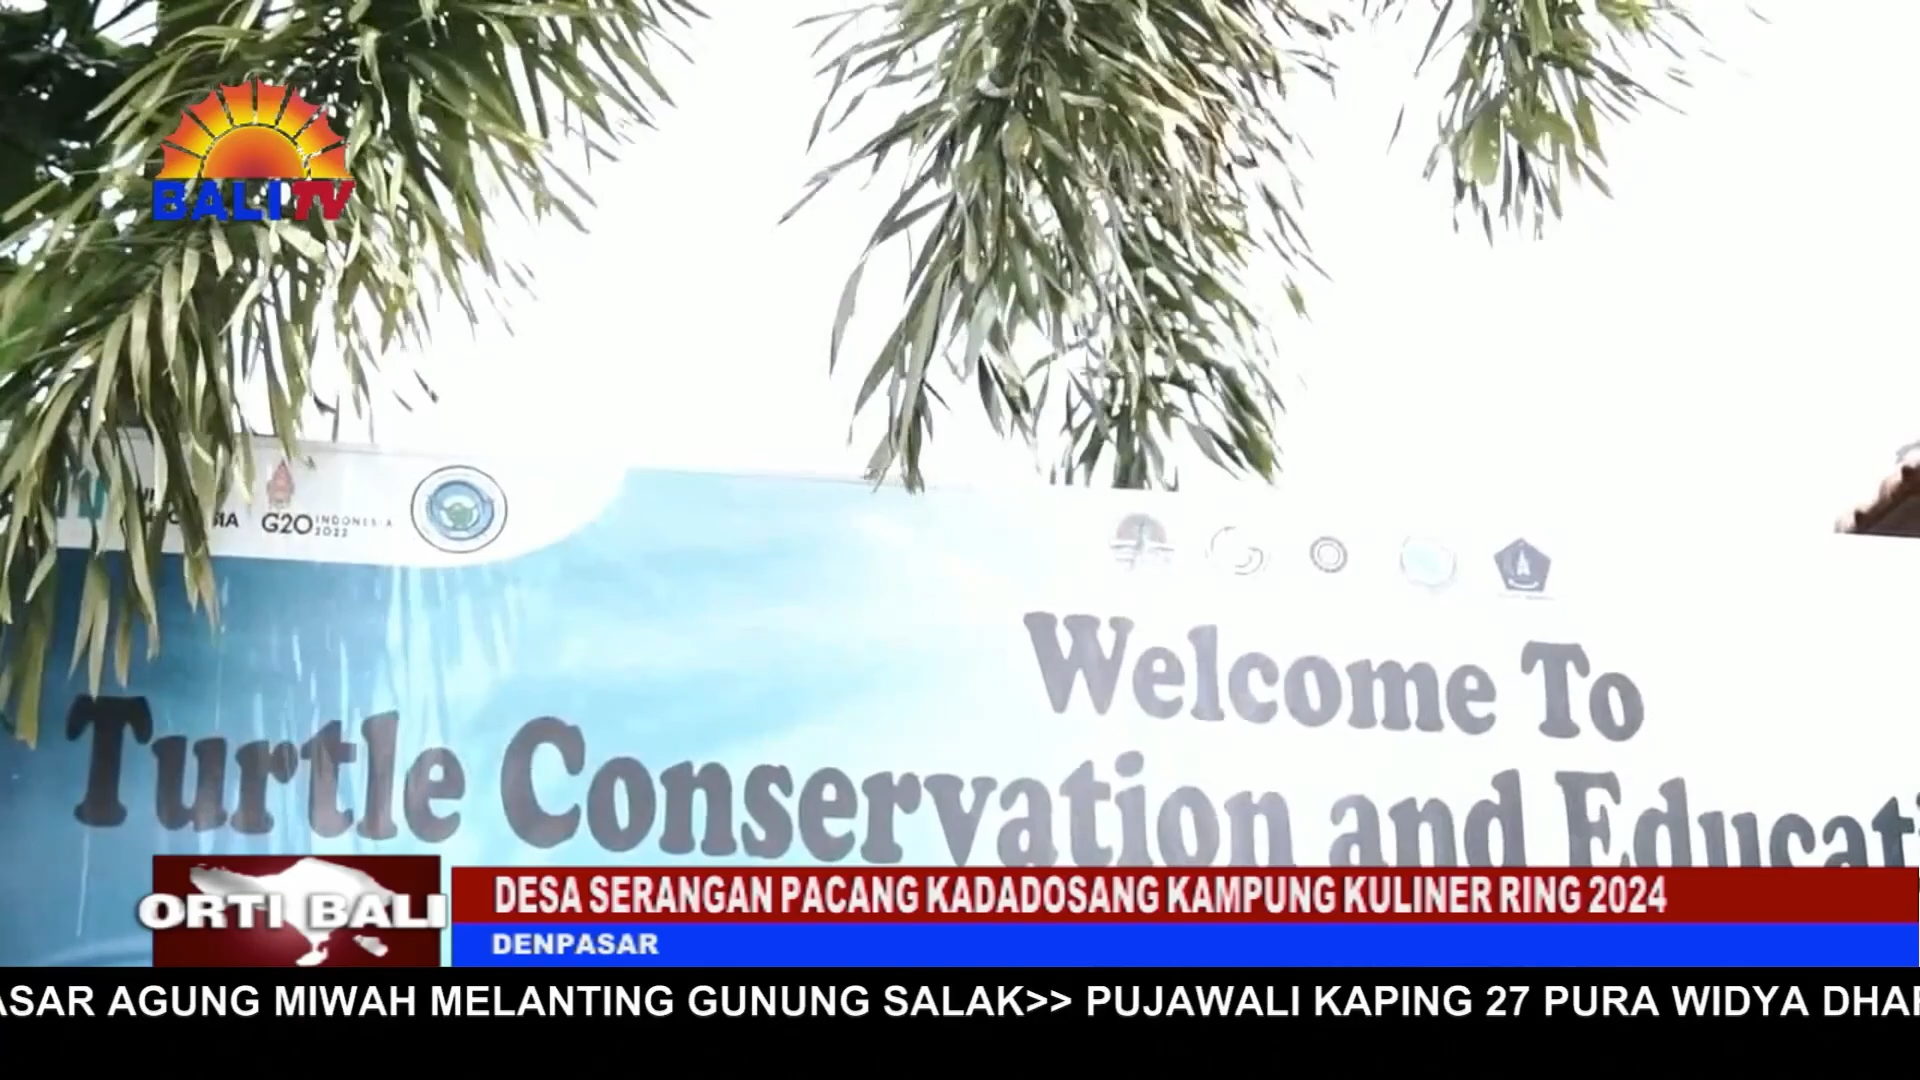 BALI TV
G20 INDONESIA 2022
Welcome To
Turtle Conservation and Educat
ORTI BALI
DESA SERANGAN PACANG KADADOSANG KAMPUNG KULINER RING 2024
DENPASAR
ASAR AGUNG MIWAH MELANTING GUNUNG SALAK>> PUJAWALI KAPING 27 PURA WIDYA DHAR